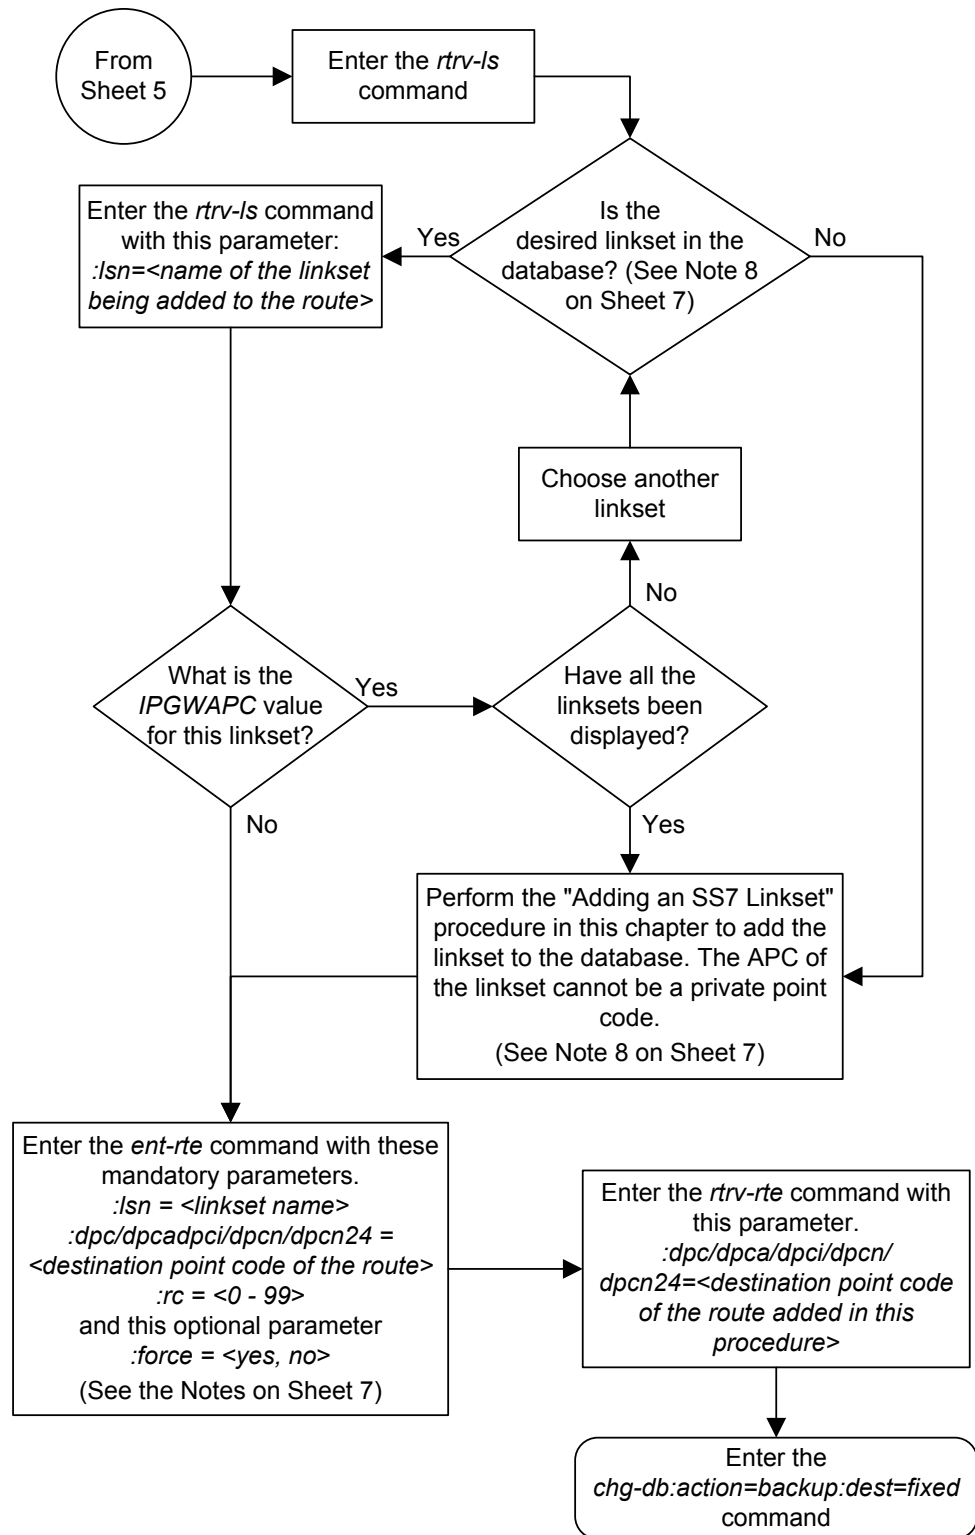 From
Sheet 5
Enter the rtrv-ls
command
Is the
desired linkset in the
database? (See Note 8
on Sheet 7)
Yes
No
Enter the rtrv-ls command
with this parameter:
:lsn=<name of the linkset
being added to the route>
Choose another
linkset
No
What is the
IPGWAPC value
for this linkset?
Yes
No
Have all the
linksets been
displayed?
Yes
Perform the "Adding an SS7 Linkset"
procedure in this chapter to add the
linkset to the database. The APC of
the linkset cannot be a private point
code.
(See Note 8 on Sheet 7)
Enter the ent-rte command with these
mandatory parameters.
:lsn = <linkset name>
:dpc/dpcadpci/dpcn/dpcn24 =
<destination point code of the route>
:rc = <0 - 99>
and this optional parameter
:force = <yes, no>
(See the Notes on Sheet 7)
Enter the rtrv-rte command with
this parameter.
:dpc/dpca/dpci/dpcn/
dpcn24=<destination point code
of the route added in this
procedure>
Enter the
chg-db:action=backup:dest=fixed
command